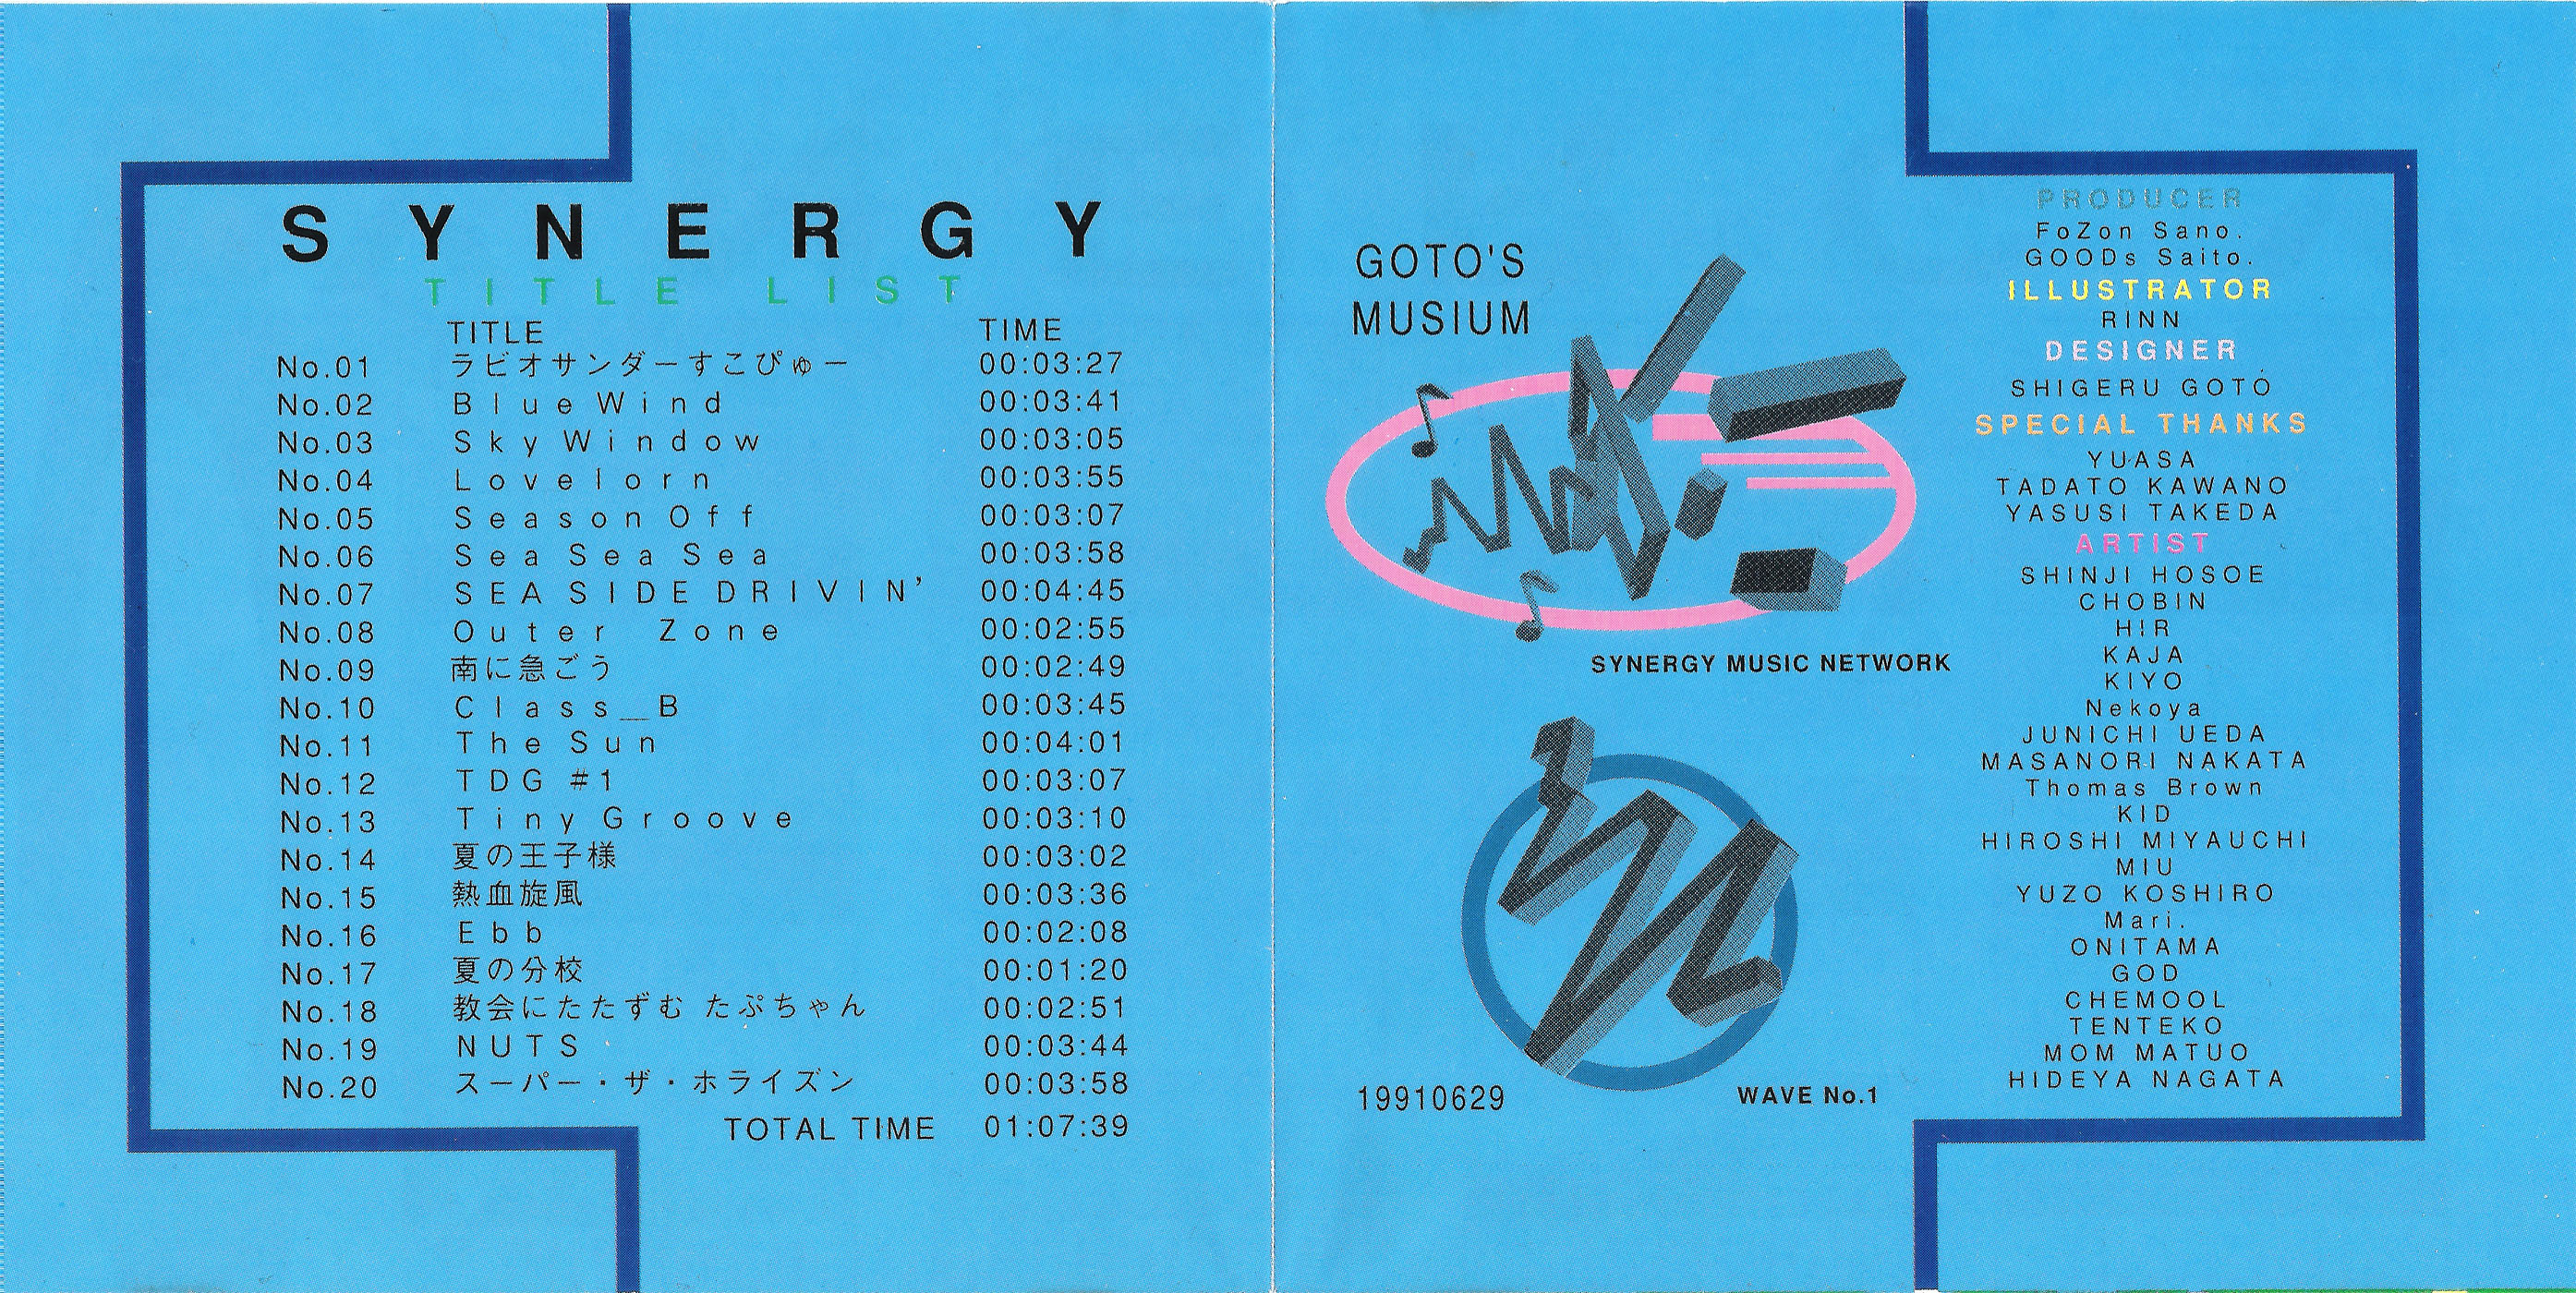 SYNERGY
TITLE LIST
TITLE TIME
No.01 ラビオサンダーすこぴゅー 00:03:27
No.02 Blue Wind 00:03:41
No.03 Sky Window 00:03:05
No.04 Lovelorn 00:03:55
No.05 Season Off 00:03:07
No.06 Sea Sea Sea 00:03:58
No.07 SEA SIDE DRIVIN' 00:04:45
No.08 Outer Zone 00:02:55
No.09 南に急ごう 00:02:49
No.10 Class_B 00:03:45
No.11 The Sun 00:04:01
No.12 TDG #1 00:03:07
No.13 Tiny Groove 00:03:10
No.14 夏の王子様 00:03:02
No.15 熱血旋風 00:03:36
No.16 Ebb 00:02:08
No.17 夏の分校 00:01:20
No.18 教会にたたずむ たぷちゃん 00:02:51
No.19 NUTS 00:03:44
No.20 スーパー・ザ・ホライズン 00:03:58
TOTAL TIME 01:07:39
GOTO'S
MUSIUM
SYNERGY MUSIC NETWORK
19910629
WAVE No.1
PRODUCER
FoZon Sano.
GOODs Saito.
ILLUSTRATOR
RINN
DESIGNER
SHIGERU GOTO
SPECIAL THANKS
YUASA
TADATO KAWANO
YASUSI TAKEDA
ARTIST
SHINJI HOSOE
CHOBIN
HIR
KAJA
KIYO
Nekoya
JUNICHI UEDA
MASANORI NAKATA
Thomas Brown
KID
HIROSHI MIYAUCHI
MIU
YUZO KOSHIRO
Mari.
ONITAMA
GOD
CHEMOOL
TENTEKO
MOM MATUO
HIDEYA NAGATA